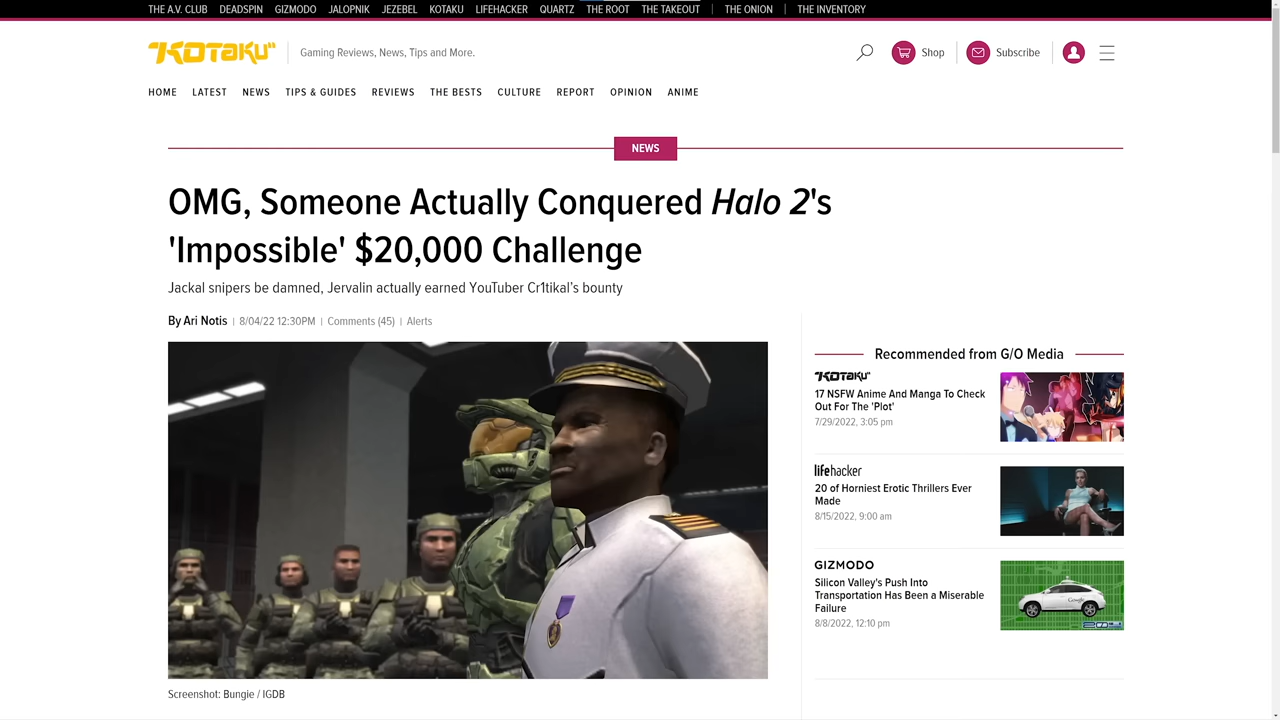 THE A.V. CLUB DEADSPIN GIZMODO JALOPNIK JEZEBEL KOTAKU LIFEHACKER QUARTZ THE ROOT THE TAKEOUT | THE ONION | THE INVENTORY
KOTAKU Gaming Reviews, News, Tips and More. Shop Subscribe
HOME LATEST NEWS TIPS & GUIDES REVIEWS THE BESTS CULTURE REPORT OPINION ANIME
NEWS
OMG, Someone Actually Conquered Halo 2's
'Impossible' $20,000 Challenge
Jackal snipers be damned, Jervalin actually earned YouTuber Cr1tikal's bounty
By Ari Notis | 8/04/22 12:30PM | Comments (45) | Alerts
Screenshot: Bungie / IGDB
Recommended from G/O Media
KOTAKU
17 NSFW Anime And Manga To Check
Out For The 'Plot'
7/29/2022, 3:05 pm
lifehacker
20 of Horniest Erotic Thrillers Ever
Made
8/15/2022, 9:00 am
GIZMODO
Silicon Valley's Push Into
Transportation Has Been a Miserable
Failure
8/8/2022, 12:10 pm
Google